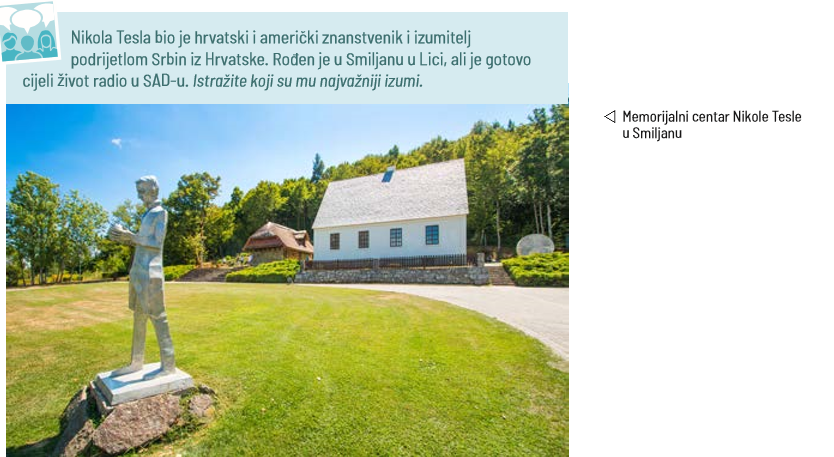 Nikola Tesla bio je hrvatski i američki znanstvenik i izumitelj
podrijetlom Srbin iz Hrvatske. Rođen je u Smiljanu u Lici, ali je gotovo
cijeli život radio u SAD-u. Istražite koji su mu najvažniji izumi.
Memorijalni centar Nikole Tesle
u Smiljanu